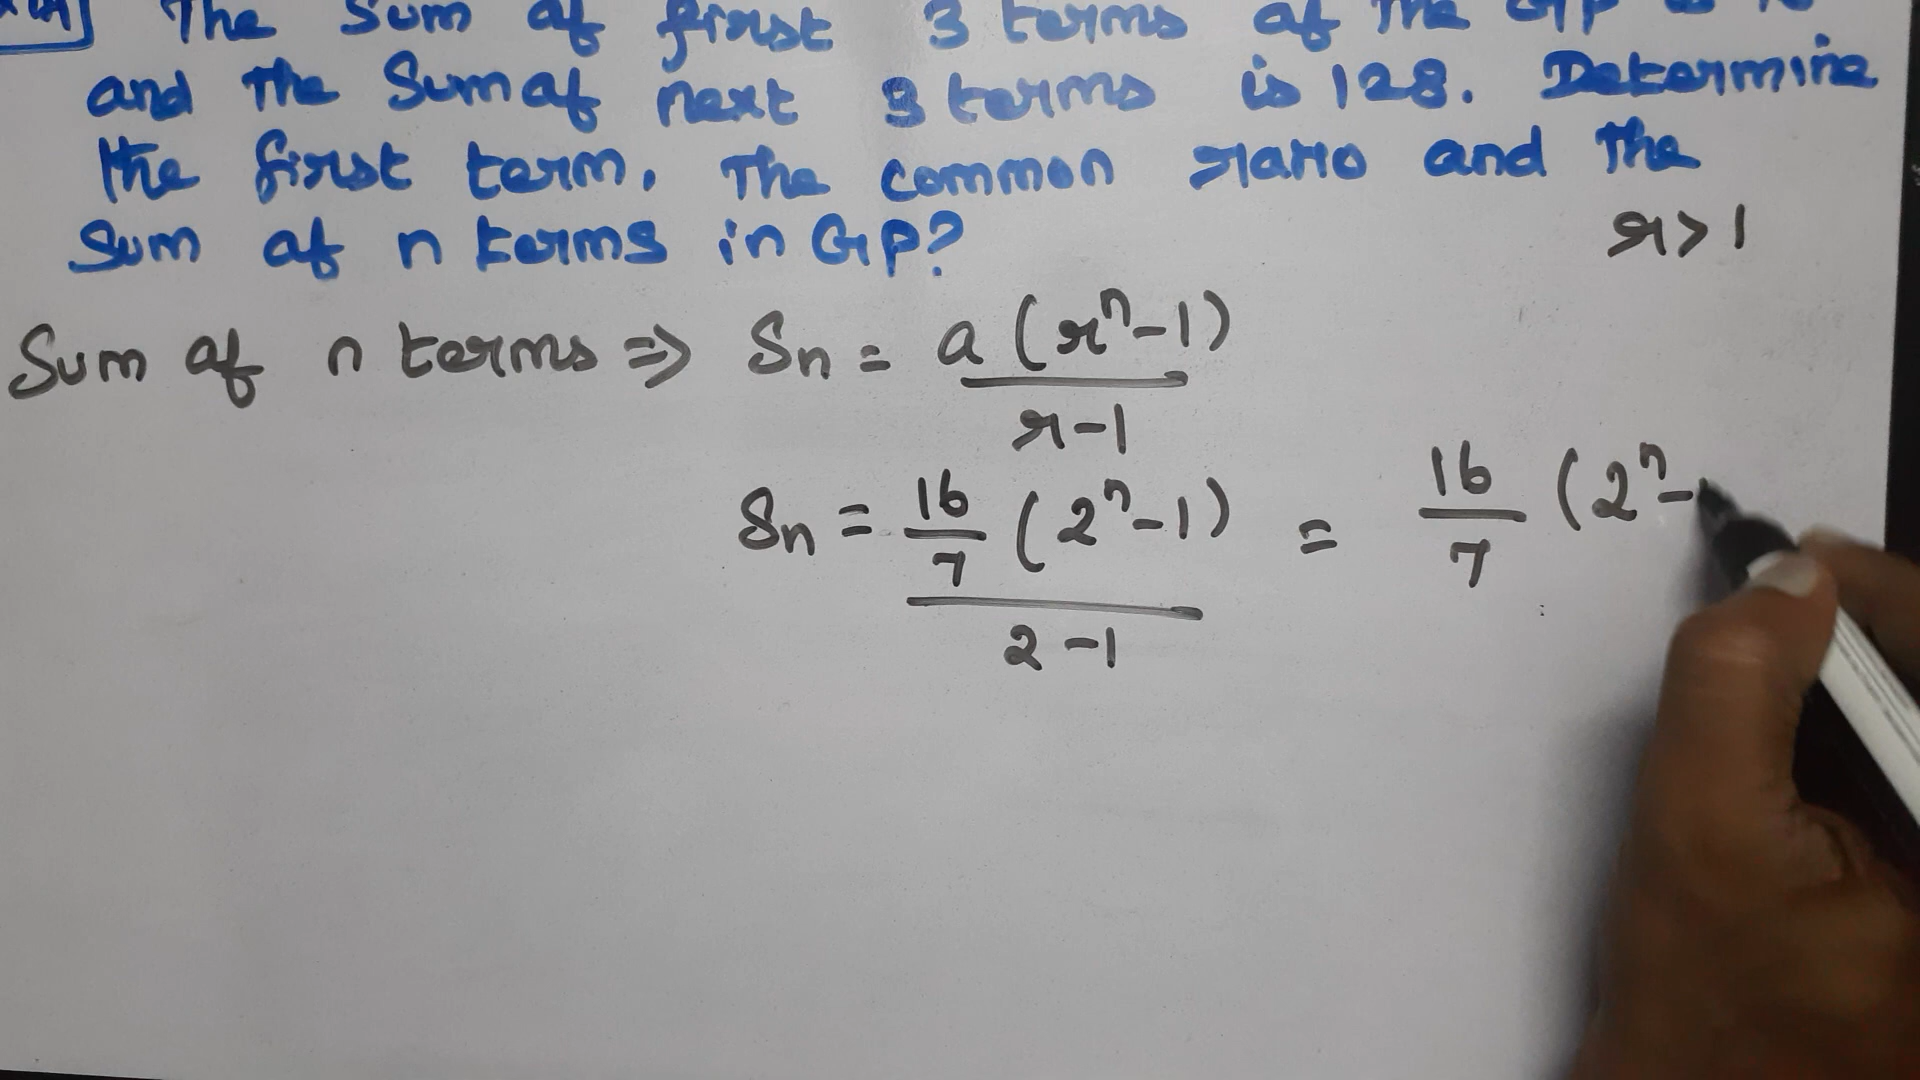 The Sum of first 3 terms of the GP is 16
and the Sum of next 3 terms is 128. Determine
the first term, The common ratio and the
Sum of n terms in GP?
r > 1
Sum of n terms ⇒ Sn = a (r^n - 1)
r - 1
Sn = 16/7 (2^n - 1) = 16/7 (2^n -
2 - 1